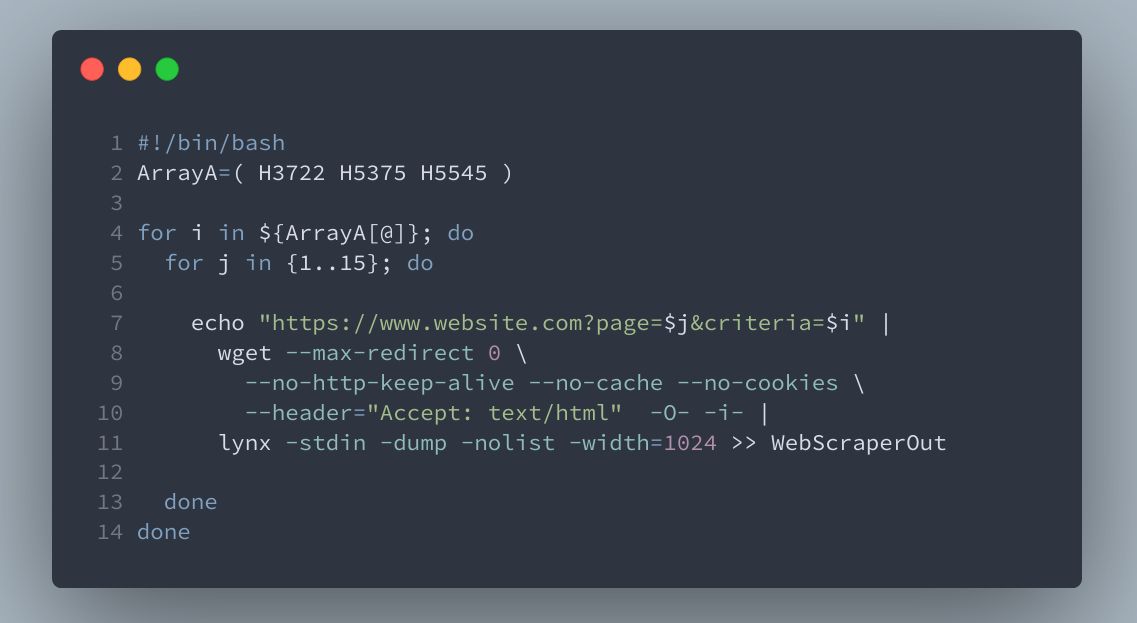 1 #!/bin/bash
2 ArrayA=( H3722 H5375 H5545 )
3
4 for i in ${ArrayA[@]}; do
5   for j in {1..15}; do
6
7     echo "https://www.website.com?page=$j&criteria=$i" |
8       wget --max-redirect 0 \
9         --no-http-keep-alive --no-cache --no-cookies \
10         --header="Accept: text/html"  -O- -i- |
11       lynx -stdin -dump -nolist -width=1024 >> WebScraperOut
12
13   done
14 done